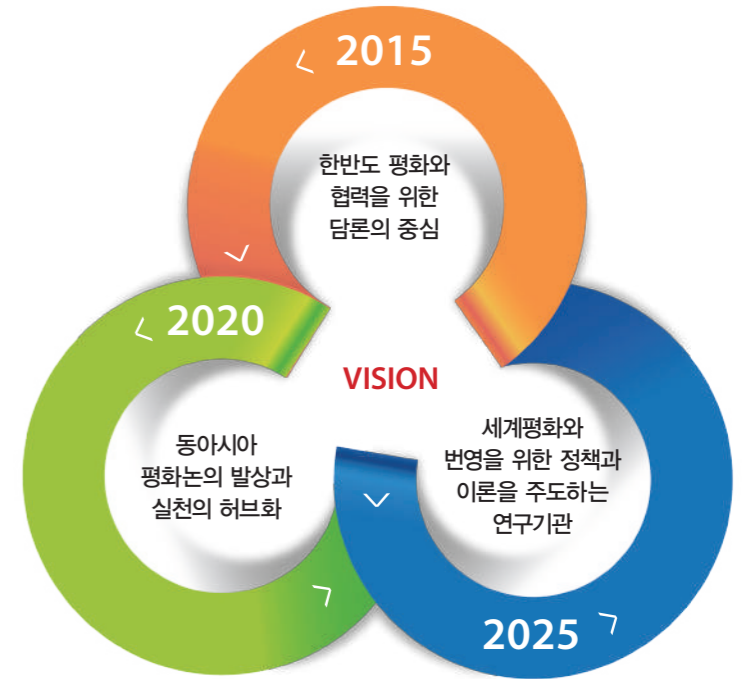 2015
한반도 평화와
협력을 위한
담론의 중심
2020
동아시아
평화논의 발상과
실천의 허브화
VISION
세계평화와
번영을 위한 정책과
이론을 주도하는
연구기관
2025